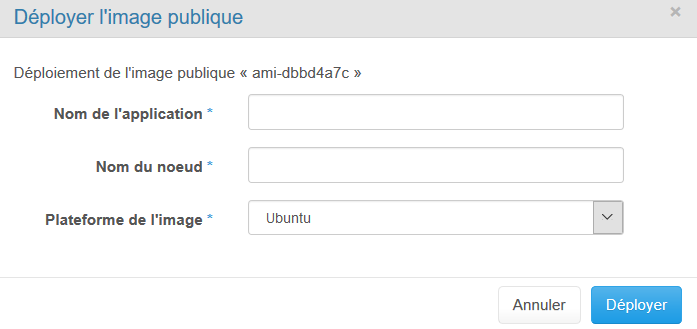 Déployer l'image publique
×
Déploiement de l'image publique « ami-dbbd4a7c »
Nom de l'application *
Nom du noeud *
Plateforme de l'image *
Ubuntu
Annuler
Déployer